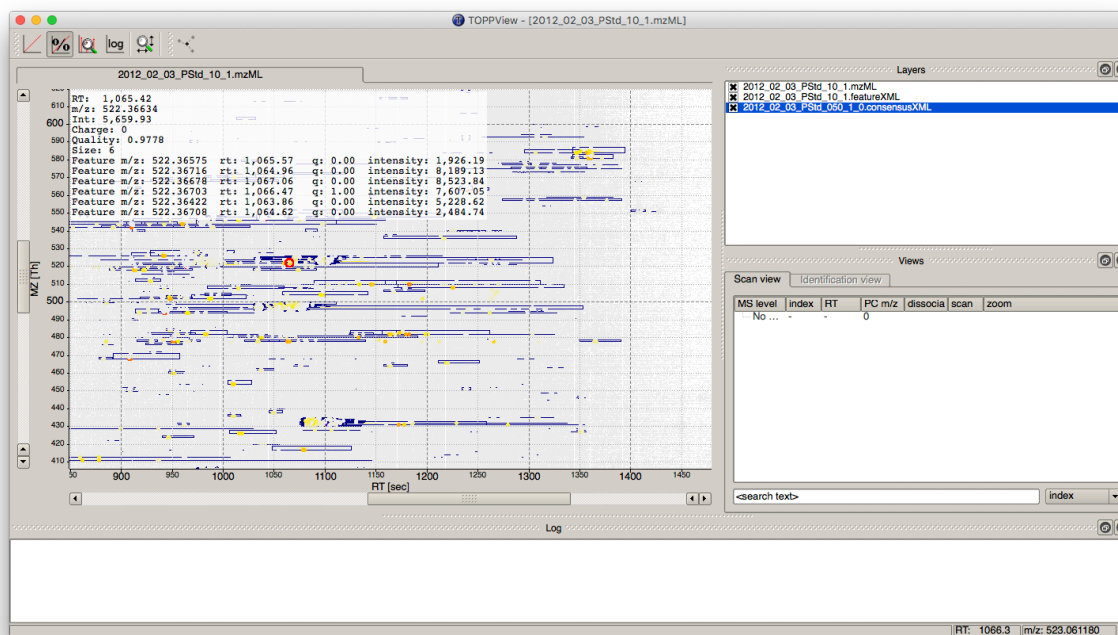 TOPPView - [2012_02_03_PStd_10_1.mzML]
log
2012_02_03_PStd_10_1.mzML
RT: 1,065.42
m/z: 522.36634
Int: 5,659.93
Charge: 0
Quality: 0.9778
Size: 6
Feature m/z: 522.36575 rt: 1,065.57 q: 0.00 intensity: 1,926.19
Feature m/z: 522.36716 rt: 1,064.96 q: 0.00 intensity: 8,189.13
Feature m/z: 522.36678 rt: 1,067.06 q: 0.00 intensity: 8,523.84
Feature m/z: 522.36703 rt: 1,066.47 q: 1.00 intensity: 7,607.05
Feature m/z: 522.36422 rt: 1,063.86 q: 0.00 intensity: 5,228.62
Feature m/z: 522.36708 rt: 1,064.62 q: 0.00 intensity: 2,484.74
600
590
580
570
560
550
540
530
520
MZ [Th]
500
490
480
470
460
450
440
430
420
410
50 900 950 1000 1050 1100 1150 1200 1250 1300 1350 1400 1450
RT [sec]
Layers
2012_02_03_PStd_10_1.mzML
2012_02_03_PStd_10_1.featureXML
2012_02_03_PStd_050_1_0.consensusXML
Views
Scan view Identification view
MS level index RT PC m/z dissocia scan zoom
No ... - - 0
<search text> index
Log
RT: 1066.3 m/z: 523.061180